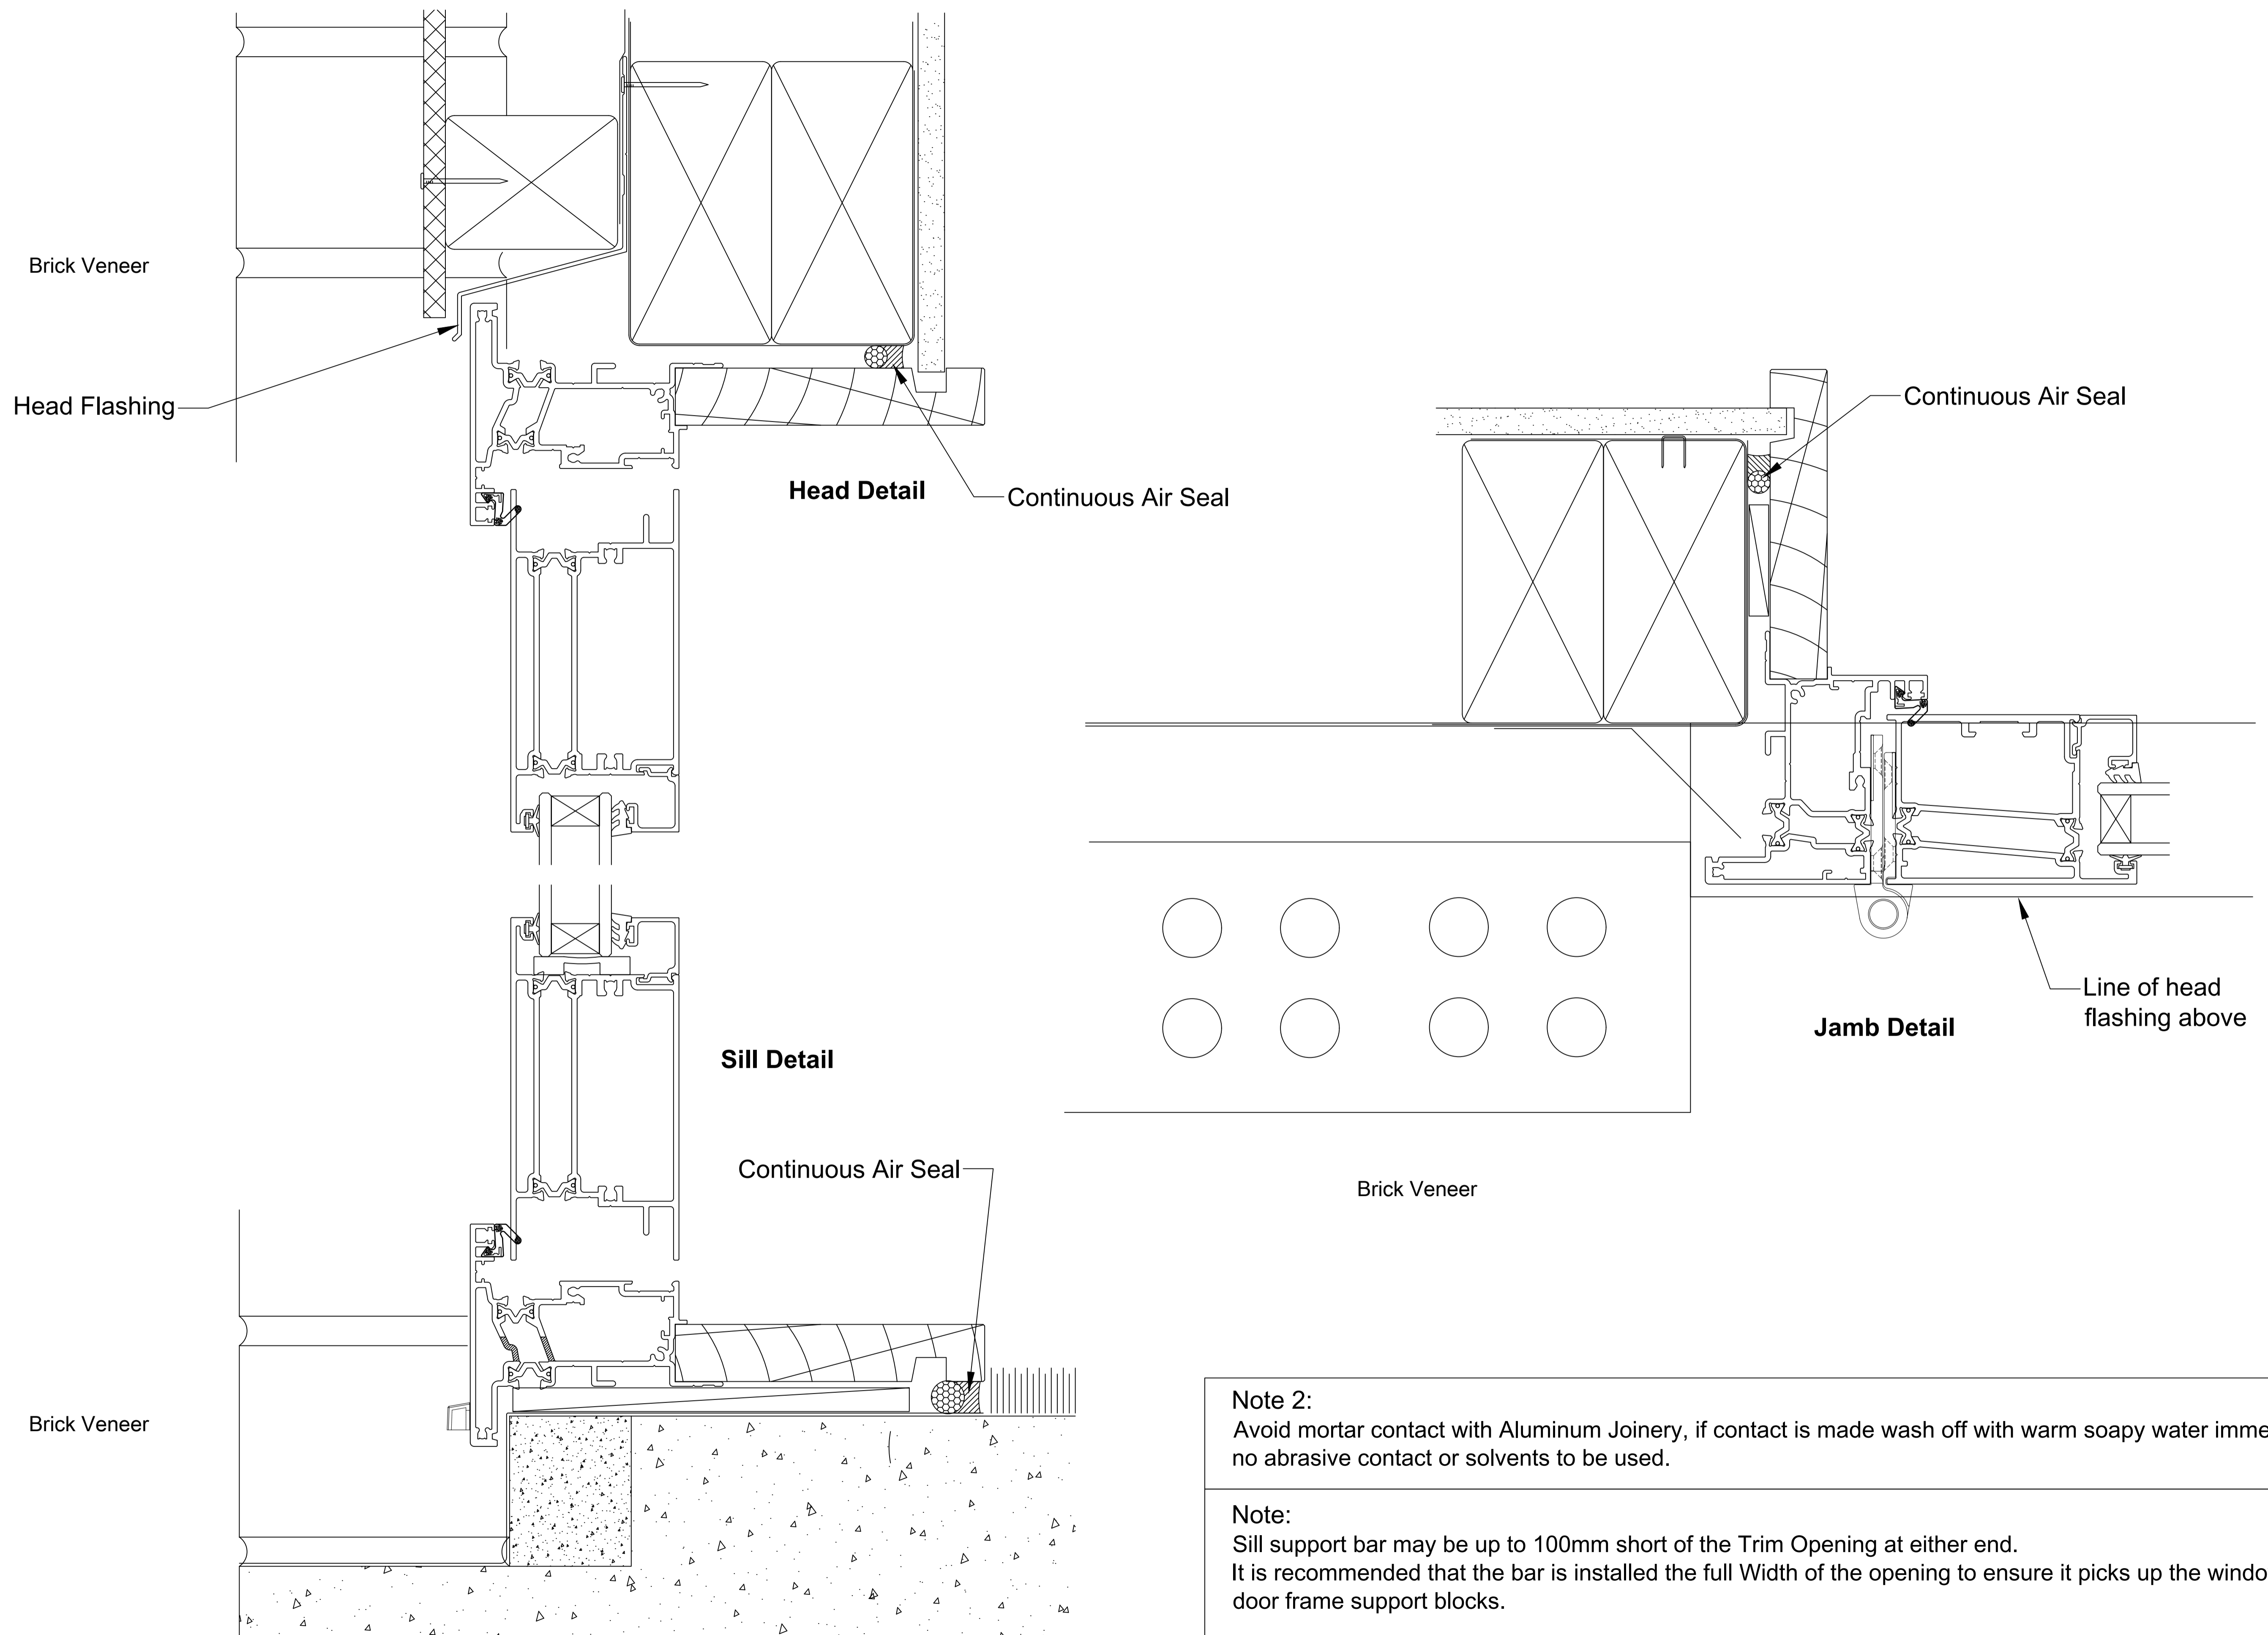 Brick Veneer
Head Flashing
Head Detail
Continuous Air Seal
Continuous Air Seal
Line of head
flashing above
Jamb Detail
Sill Detail
Continuous Air Seal
Brick Veneer
Brick Veneer
Note 2:
Avoid mortar contact with Aluminum Joinery, if contact is made wash off with warm soapy water imme
no abrasive contact or solvents to be used.
Note:
Sill support bar may be up to 100mm short of the Trim Opening at either end.
It is recommended that the bar is installed the full Width of the opening to ensure it picks up the windo
door frame support blocks.